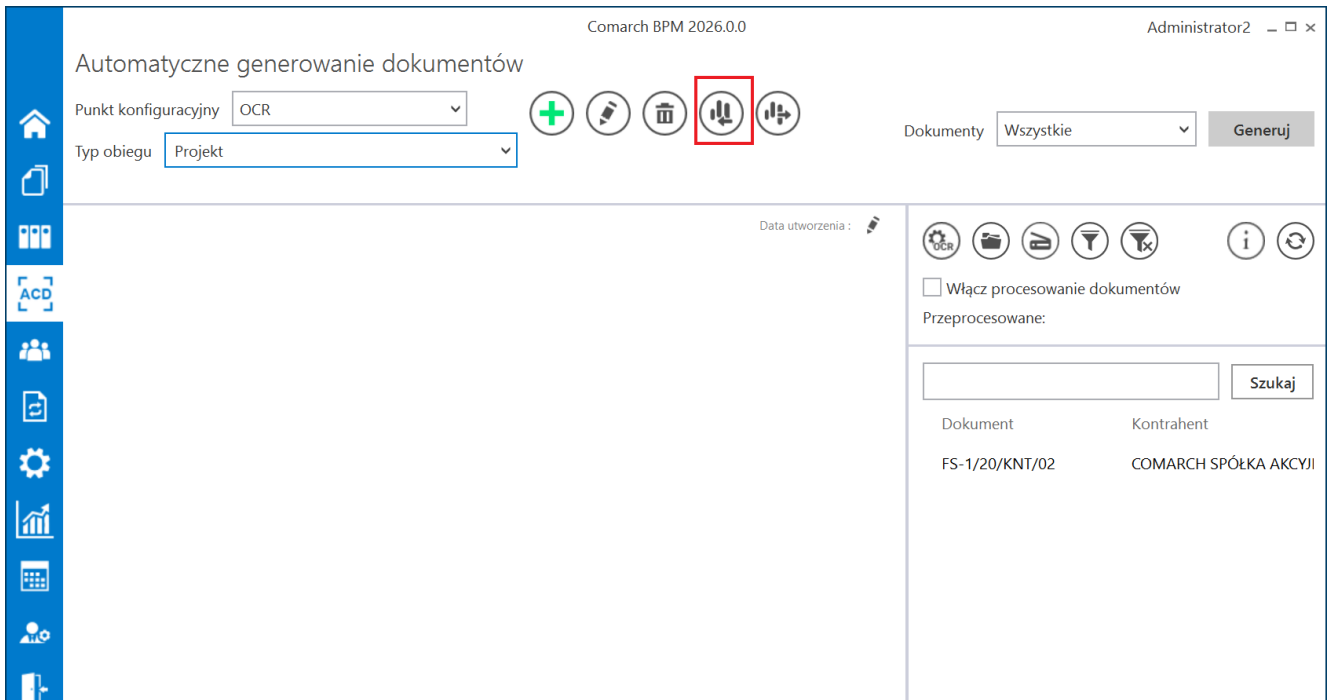 Comarch BPM 2026.0.0
Administrator2
Automatyczne generowanie dokumentów
Punkt konfiguracyjny OCR
Typ obiegu Projekt
Dokumenty Wszystkie Generuj
ACD
Data utworzenia :
OCR
i
Włącz procesowanie dokumentów
Przeprocesowane:
Szukaj
Dokument Kontrahent
FS-1/20/KNT/02 COMARCH SPÓŁKA AKCYJ